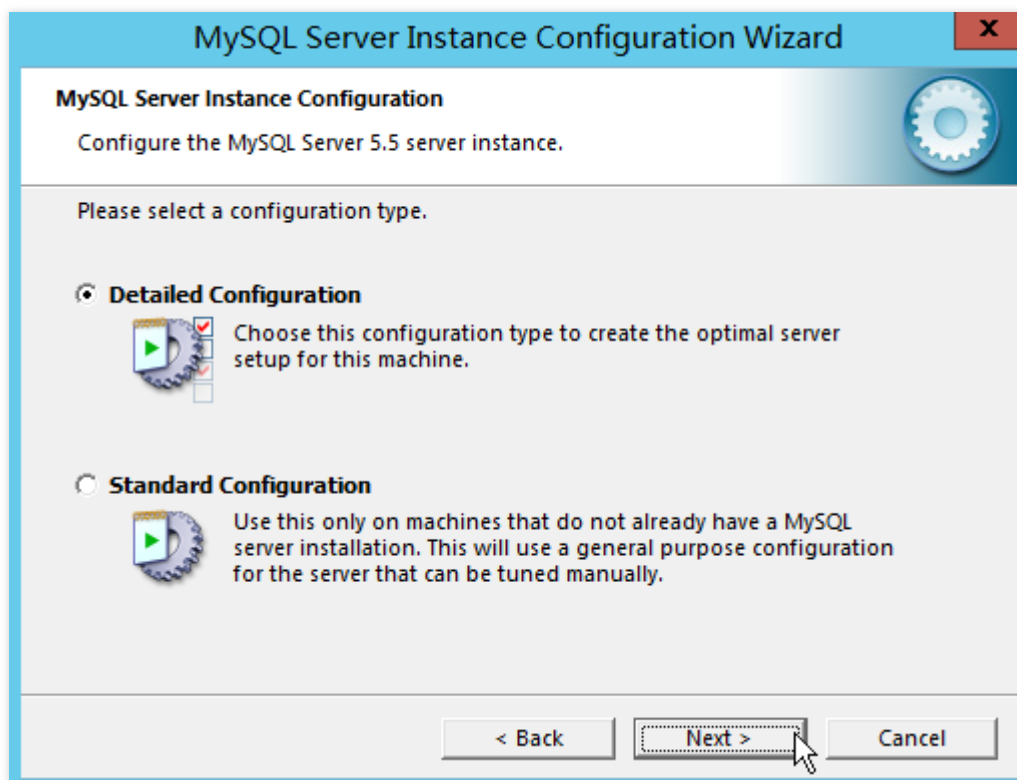 MySQL Server Instance Configuration Wizard
X
MySQL Server Instance Configuration
Configure the MySQL Server 5.5 server instance.
Please select a configuration type.
Detailed Configuration
Choose this configuration type to create the optimal server
setup for this machine.
Standard Configuration
Use this only on machines that do not already have a MySQL
server installation. This will use a general purpose configuration
for the server that can be tuned manually.
< Back
Next >
Cancel